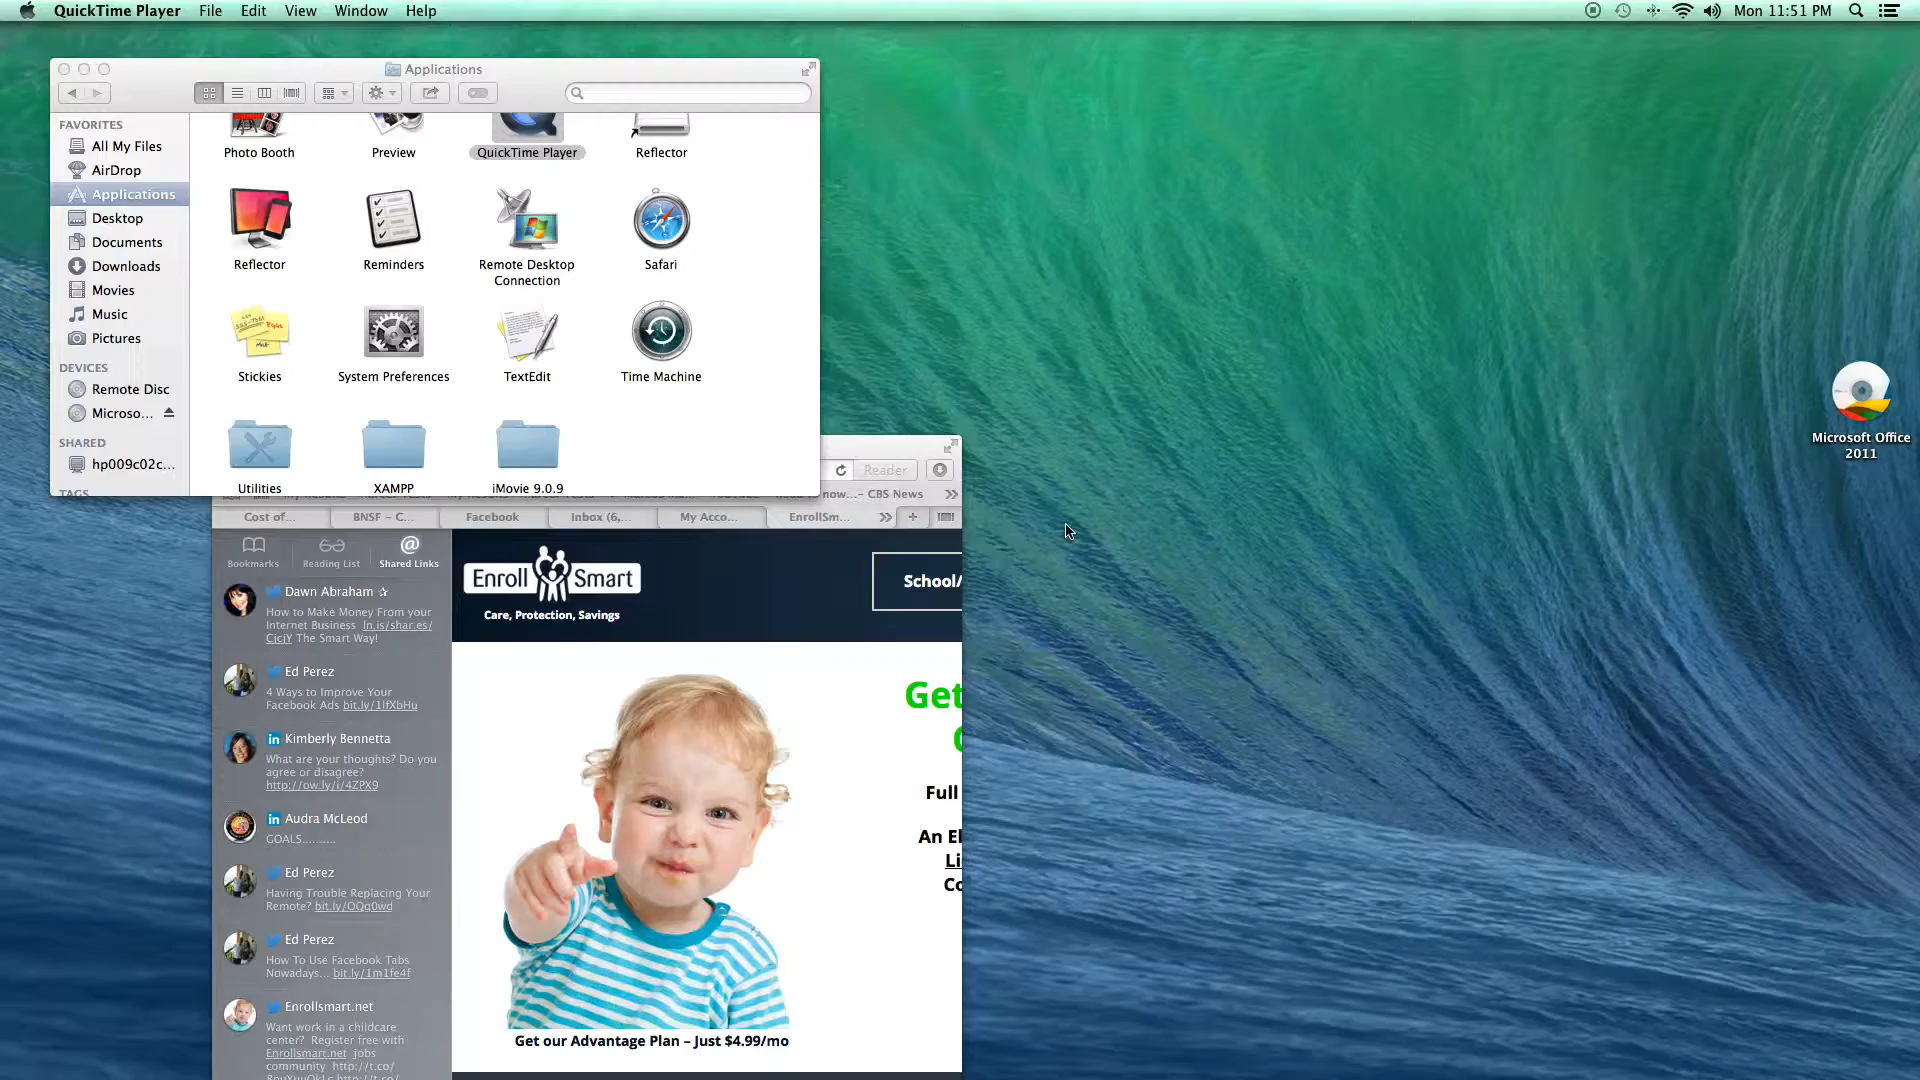 QuickTime Player File Edit View Window Help
Mon 11:51 PM
Applications
FAVORITES
All My Files
AirDrop
Applications
Desktop
Documents
Downloads
Movies
Music
Pictures
DEVICES
Remote Disc
Microso...
SHARED
hp009c02c...
TAGS
Photo Booth
Preview
QuickTime Player
Reflector
Reflector
Reminders
Remote Desktop
Connection
Safari
Stickies
System Preferences
TextEdit
Time Machine
Utilities
XAMPP
iMovie 9.0.9
Microsoft Office
2011
Reader
now...– CBS News
Cost of...
BNSF – C...
Facebook
Inbox (6,...
My Acco...
EnrollSm...
Bookmarks
Reading List
Shared Links
Dawn Abraham
How to Make Money From your
Internet Business ln.is/shar.es/
CjcjY The Smart Way!
Ed Perez
4 Ways to Improve Your
Facebook Ads bit.ly/1lfXbHu
Kimberly Bennetta
What are your thoughts? Do you
agree or disagree?
http://ow.ly/i/4ZPX9
Audra McLeod
GOALS..........
Ed Perez
Having Trouble Replacing Your
Remote? bit.ly/OQq0wd
Ed Perez
How To Use Facebook Tabs
Nowadays... bit.ly/1m1fe4f
Enrollsmart.net
Want work in a childcare
center? Register free with
Enrollsmart.net jobs
community http://t.co/
Enroll Smart
Care, Protection, Savings
School/
Get
Full
An El
Li
Co
Get our Advantage Plan – Just $4.99/mo